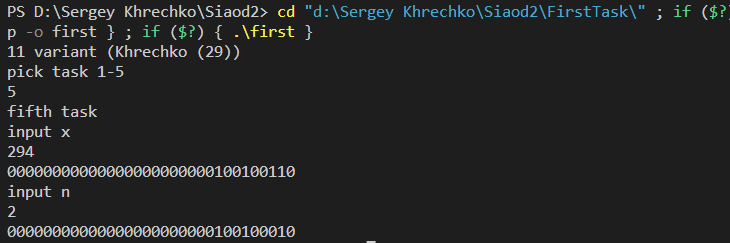 PS D:\Sergey Khrechko\Siaod2> cd "d:\Sergey Khrechko\Siaod2\FirstTask\" ; if ($?)
p -o first } ; if ($?) { .\first }
11 variant (Khrechko (29))
pick task 1-5
5
fifth task
input x
294
00000000000000000000000100100110
input n
2
00000000000000000000000100100010